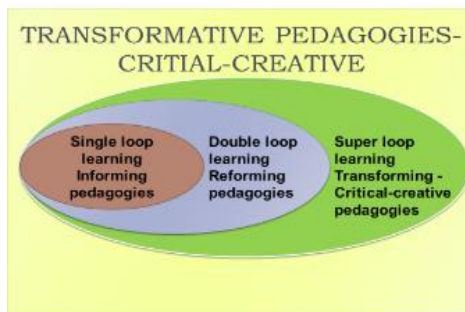 TRANSFORMATIVE PEDAGOGIES-
CRITIAL-CREATIVE
Single loop
learning
Informing
pedagogies
Double loop
learning
Reforming
pedagogies
Super loop
learning
Transforming -
Critical-creative
pedagogies